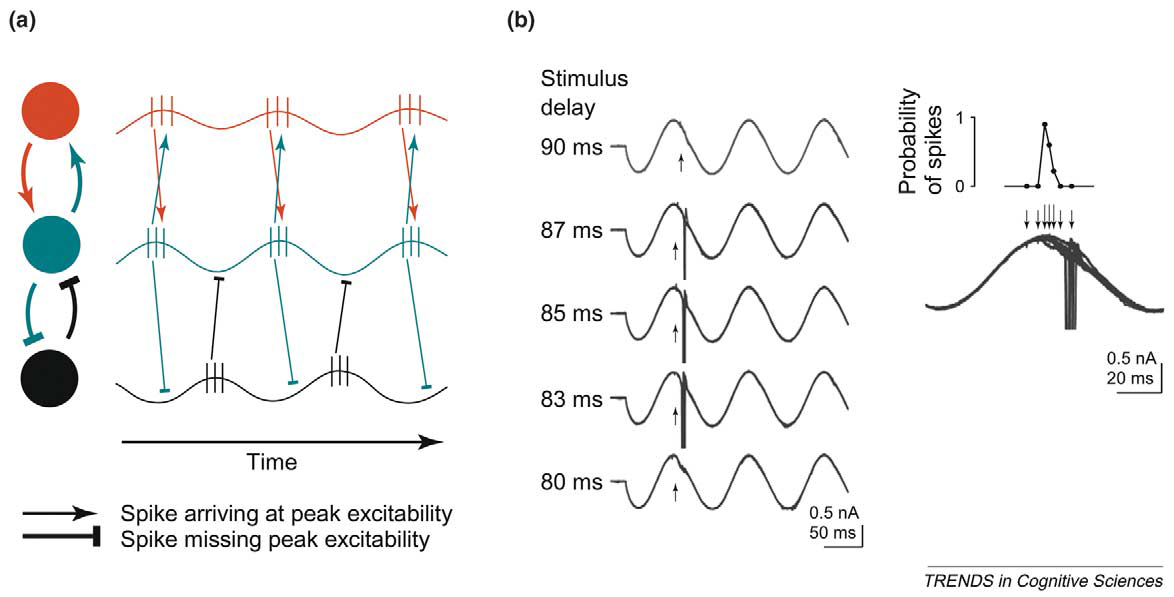 (a)
Time
Spike arriving at peak excitability
Spike missing peak excitability
(b)
Stimulus
delay
90 ms
87 ms
85 ms
83 ms
80 ms
0.5 nA
50 ms
Probability
of spikes
1
0
0.5 nA
20 ms
TRENDS in Cognitive Sciences